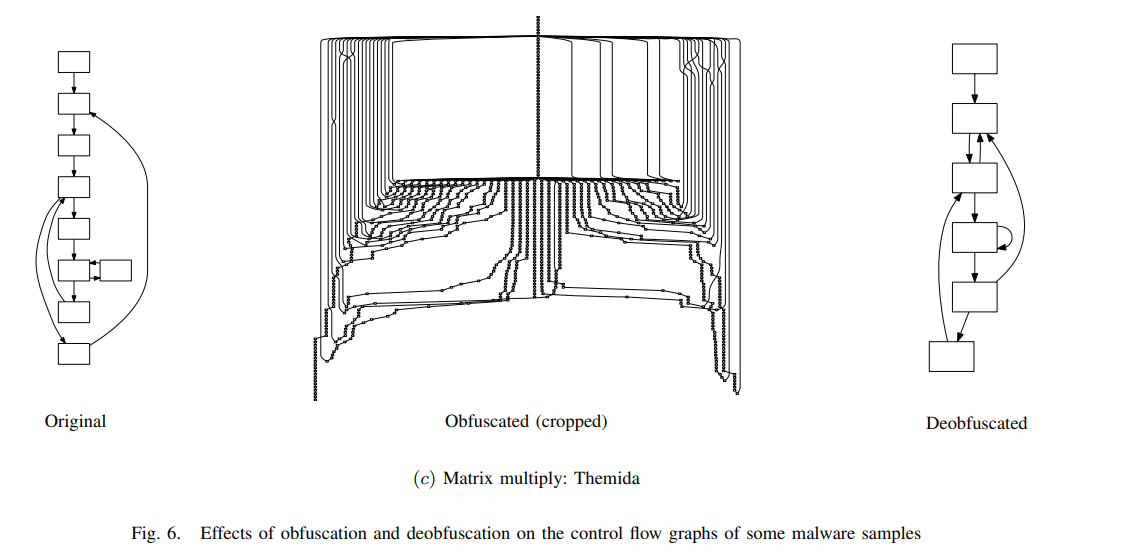 Original
Obfuscated (cropped)
Deobfuscated
(c) Matrix multiply: Themida
Fig. 6. Effects of obfuscation and deobfuscation on the control flow graphs of some malware samples